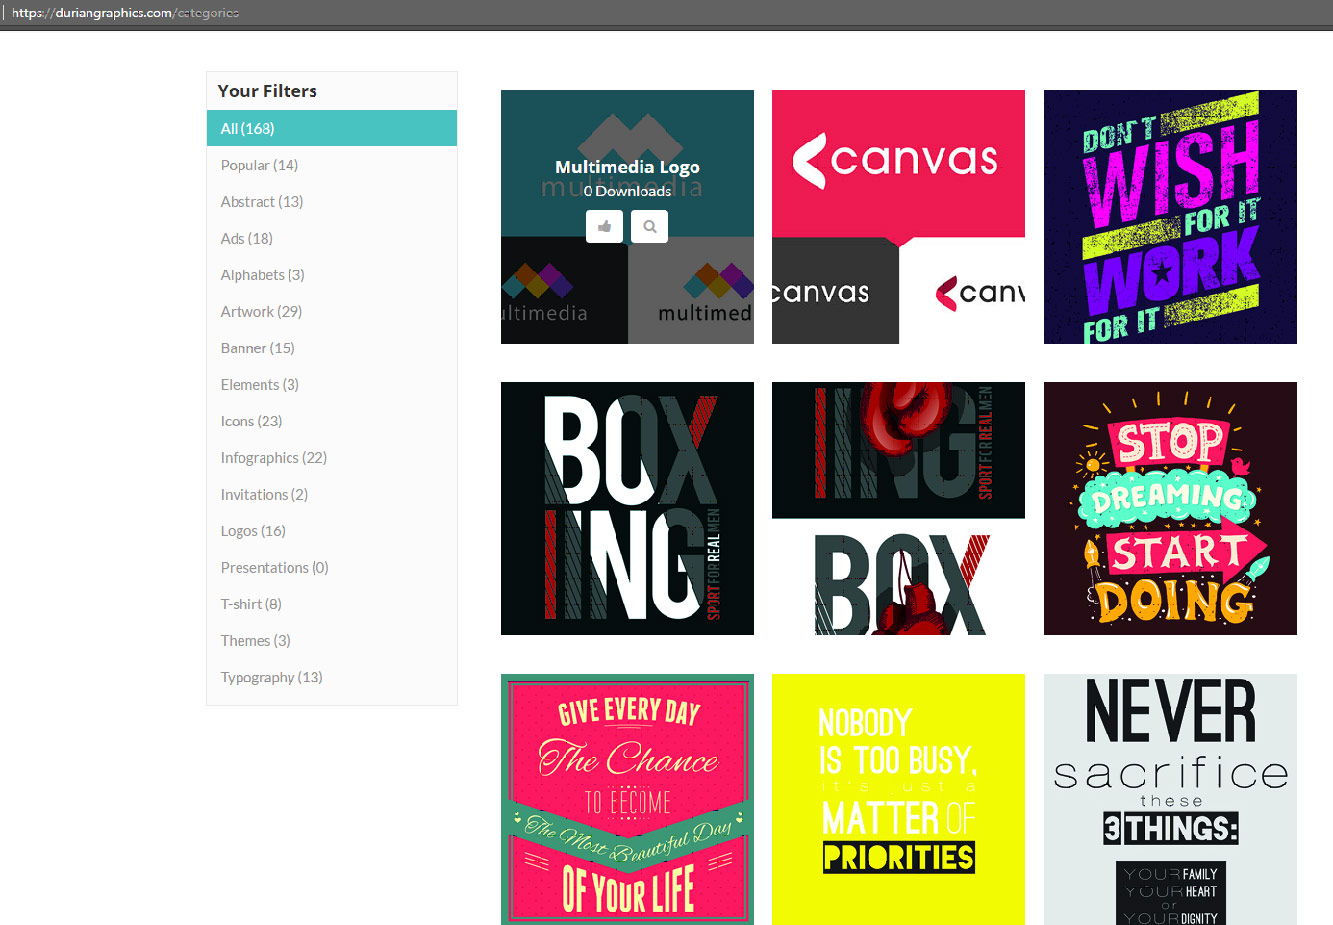 https://duriangraphics.com/categories
Your Filters
All (168)
Popular (14)
Abstract (13)
Ads (18)
Alphabets (3)
Artwork (29)
Banner (15)
Elements (3)
Icons (23)
Infographics (22)
Invitations (2)
Logos (16)
Presentations (0)
T-shirt (8)
Themes (3)
Typography (13)
Multimedia Logo
multimedia
0 Downloads
ltimedia
multimed
canvas
canvas
canv
DON'T
WISH
FOR IT
WORK
FOR IT
BOX
ING
SPORT FOR REAL MEN
ING
SPORT FOR REAL MEN
BOX
STOP
DREAMING
START
DOING
GIVE EVERY DAY
The Chance
TO BECOME
The Most Beautiful Day
OF YOUR LIFE
NOBODY
IS TOO BUSY,
it's just a
MATTER OF
PRIORITIES
NEVER
sacrifice
these
3 THINGS:
YOUR FAMILY
YOUR HEART
or
YOUR DIGNITY